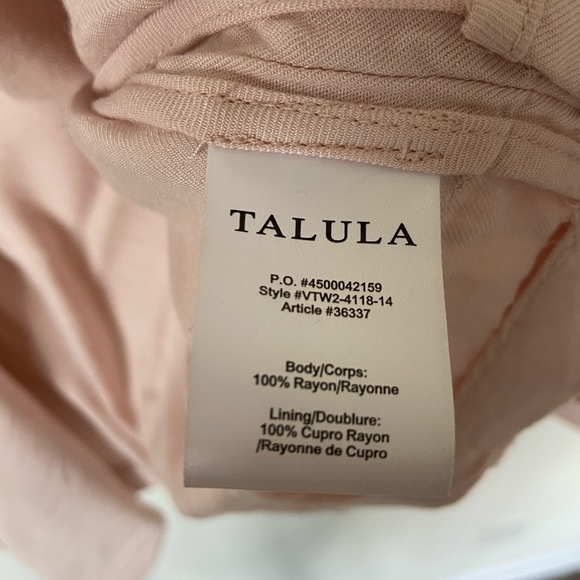 TALULA
P.O. #4500042159
Style #VTW2-4118-14
Article #36337
Body/Corps:
100% Rayon/Rayonne
Lining/Doublure:
100% Cupro Rayon
/Rayonne de Cupro